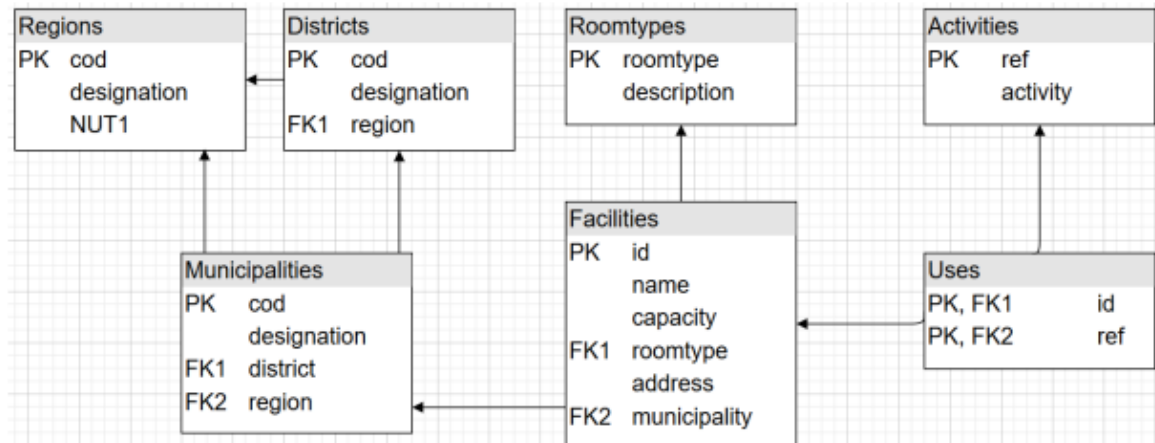 Regions
PK cod
designation
NUT1
Districts
PK cod
designation
FK1 region
Roomtypes
PK roomtype
description
Activities
PK ref
activity
Municipalities
PK cod
designation
FK1 district
FK2 region
Facilities
PK id
name
capacity
FK1 roomtype
address
FK2 municipality
Uses
PK, FK1 id
PK, FK2 ref